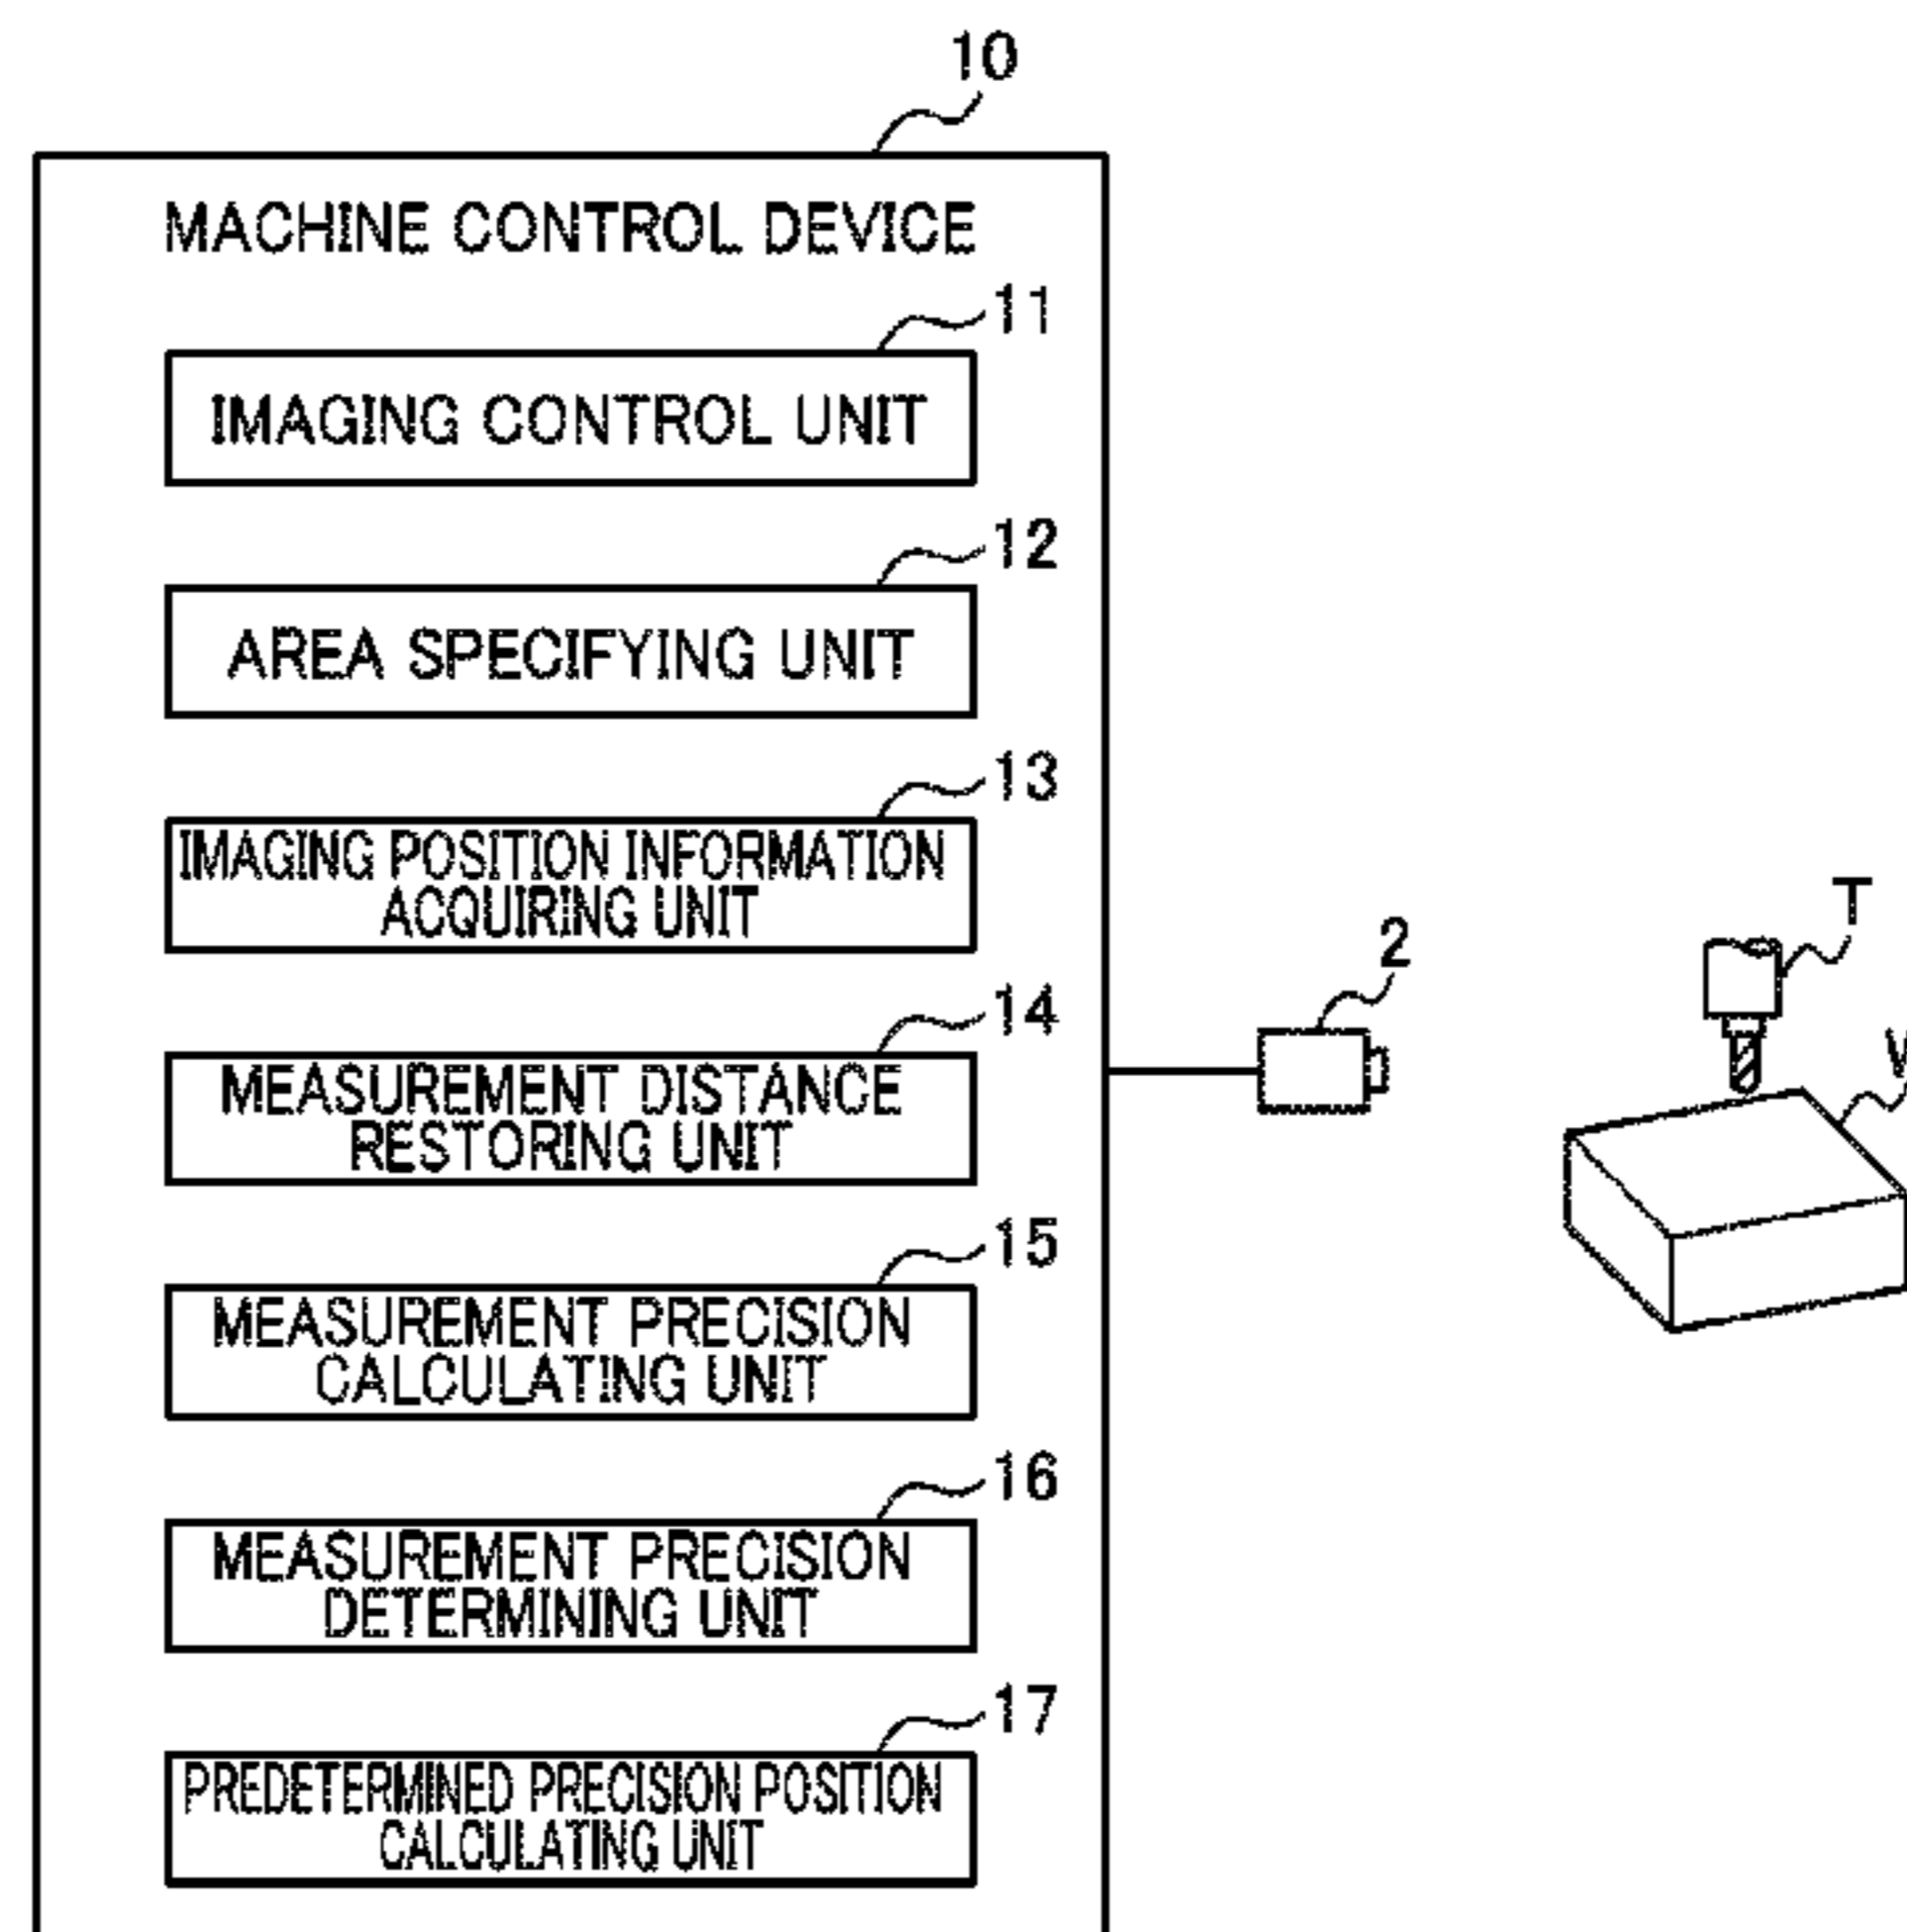 10
MACHINE CONTROL DEVICE
11
IMAGING CONTROL UNIT
12
AREA SPECIFYING UNIT
13
IMAGING POSITION INFORMATION
ACQUIRING UNIT
T
2
14
MEASUREMENT DISTANCE
RESTORING UNIT
15
MEASUREMENT PRECISION
CALCULATING UNIT
16
MEASUREMENT PRECISION
DETERMINING UNIT
17
PREDETERMINED PRECISION POSITION
CALCULATING UNIT